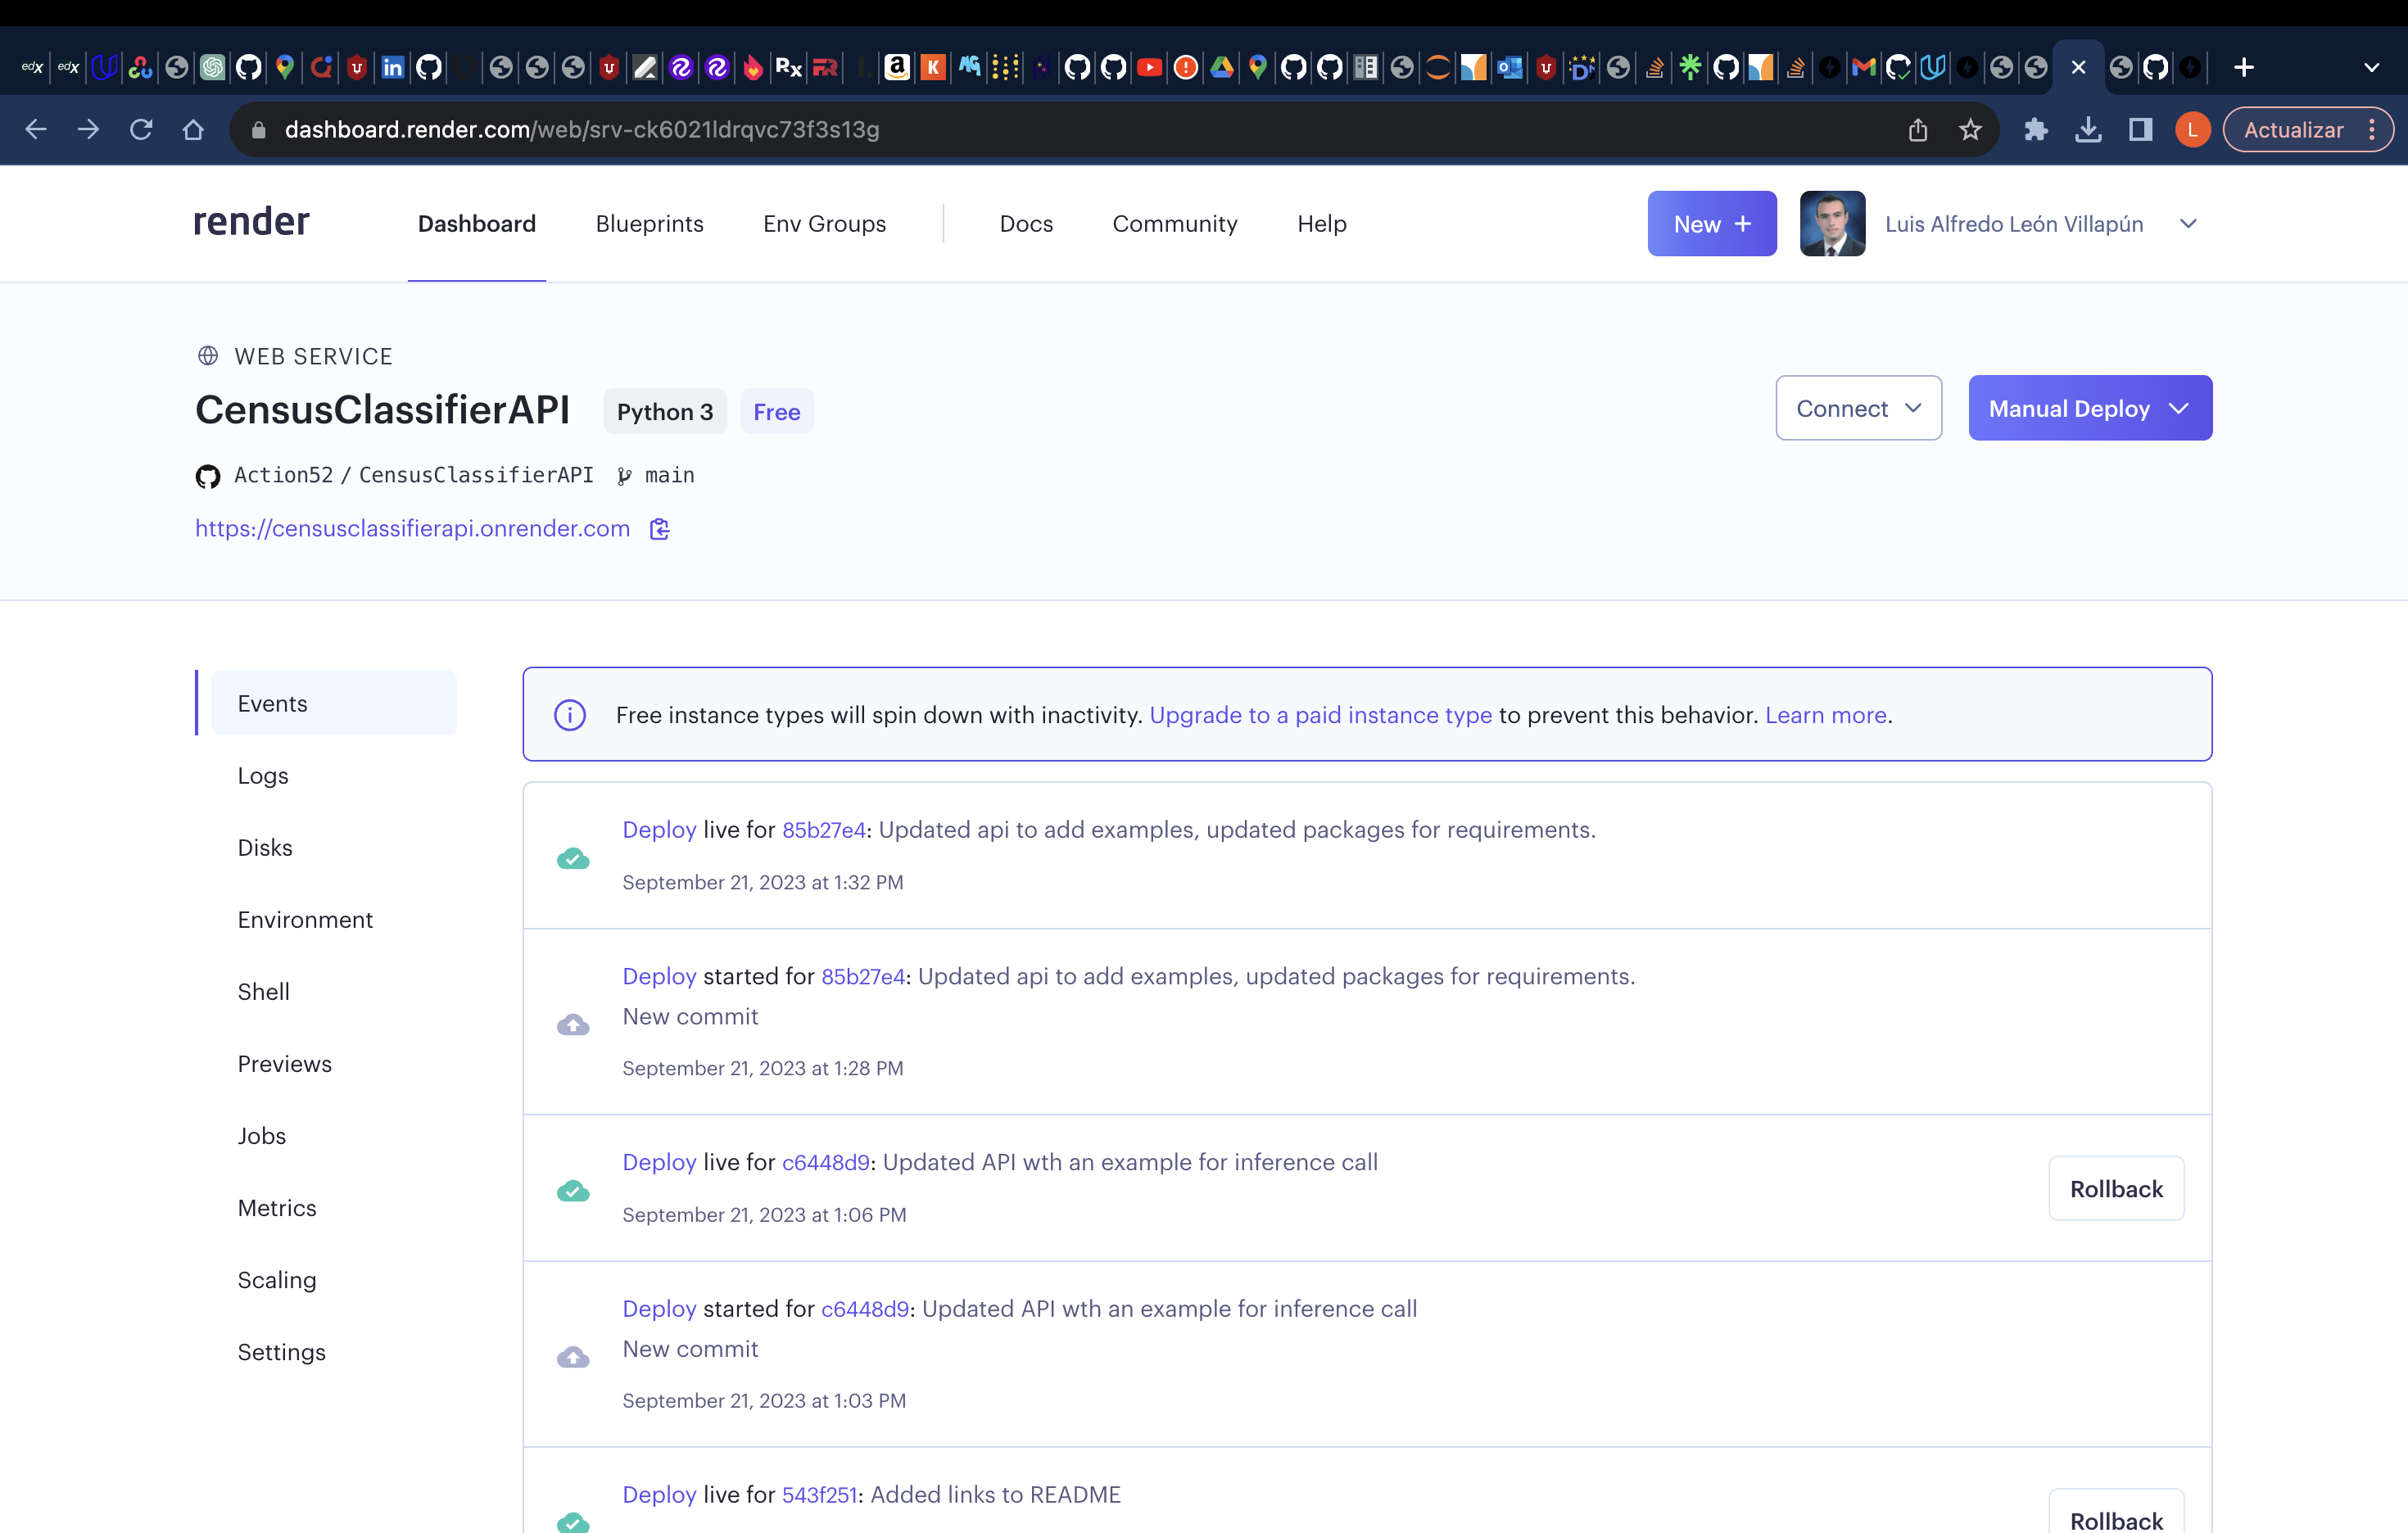 dashboard.render.com/web/srv-ck6021ldrqvc73f3s13g
Actualizar
render
Dashboard
Blueprints
Env Groups
Docs
Community
Help
New +
Luis Alfredo León Villapún
WEB SERVICE
CensusClassifierAPI
Python 3
Free
Connect
Manual Deploy
Action52 / CensusClassifierAPI
main
https://censusclassifierapi.onrender.com
Events
Logs
Disks
Environment
Shell
Previews
Jobs
Metrics
Scaling
Settings
Free instance types will spin down with inactivity. Upgrade to a paid instance type to prevent this behavior. Learn more.
Deploy live for 85b27e4: Updated api to add examples, updated packages for requirements.
September 21, 2023 at 1:32 PM
Deploy started for 85b27e4: Updated api to add examples, updated packages for requirements.
New commit
September 21, 2023 at 1:28 PM
Deploy live for c6448d9: Updated API wth an example for inference call
September 21, 2023 at 1:06 PM
Rollback
Deploy started for c6448d9: Updated API wth an example for inference call
New commit
September 21, 2023 at 1:03 PM
Deploy live for 543f251: Added links to README
Rollback